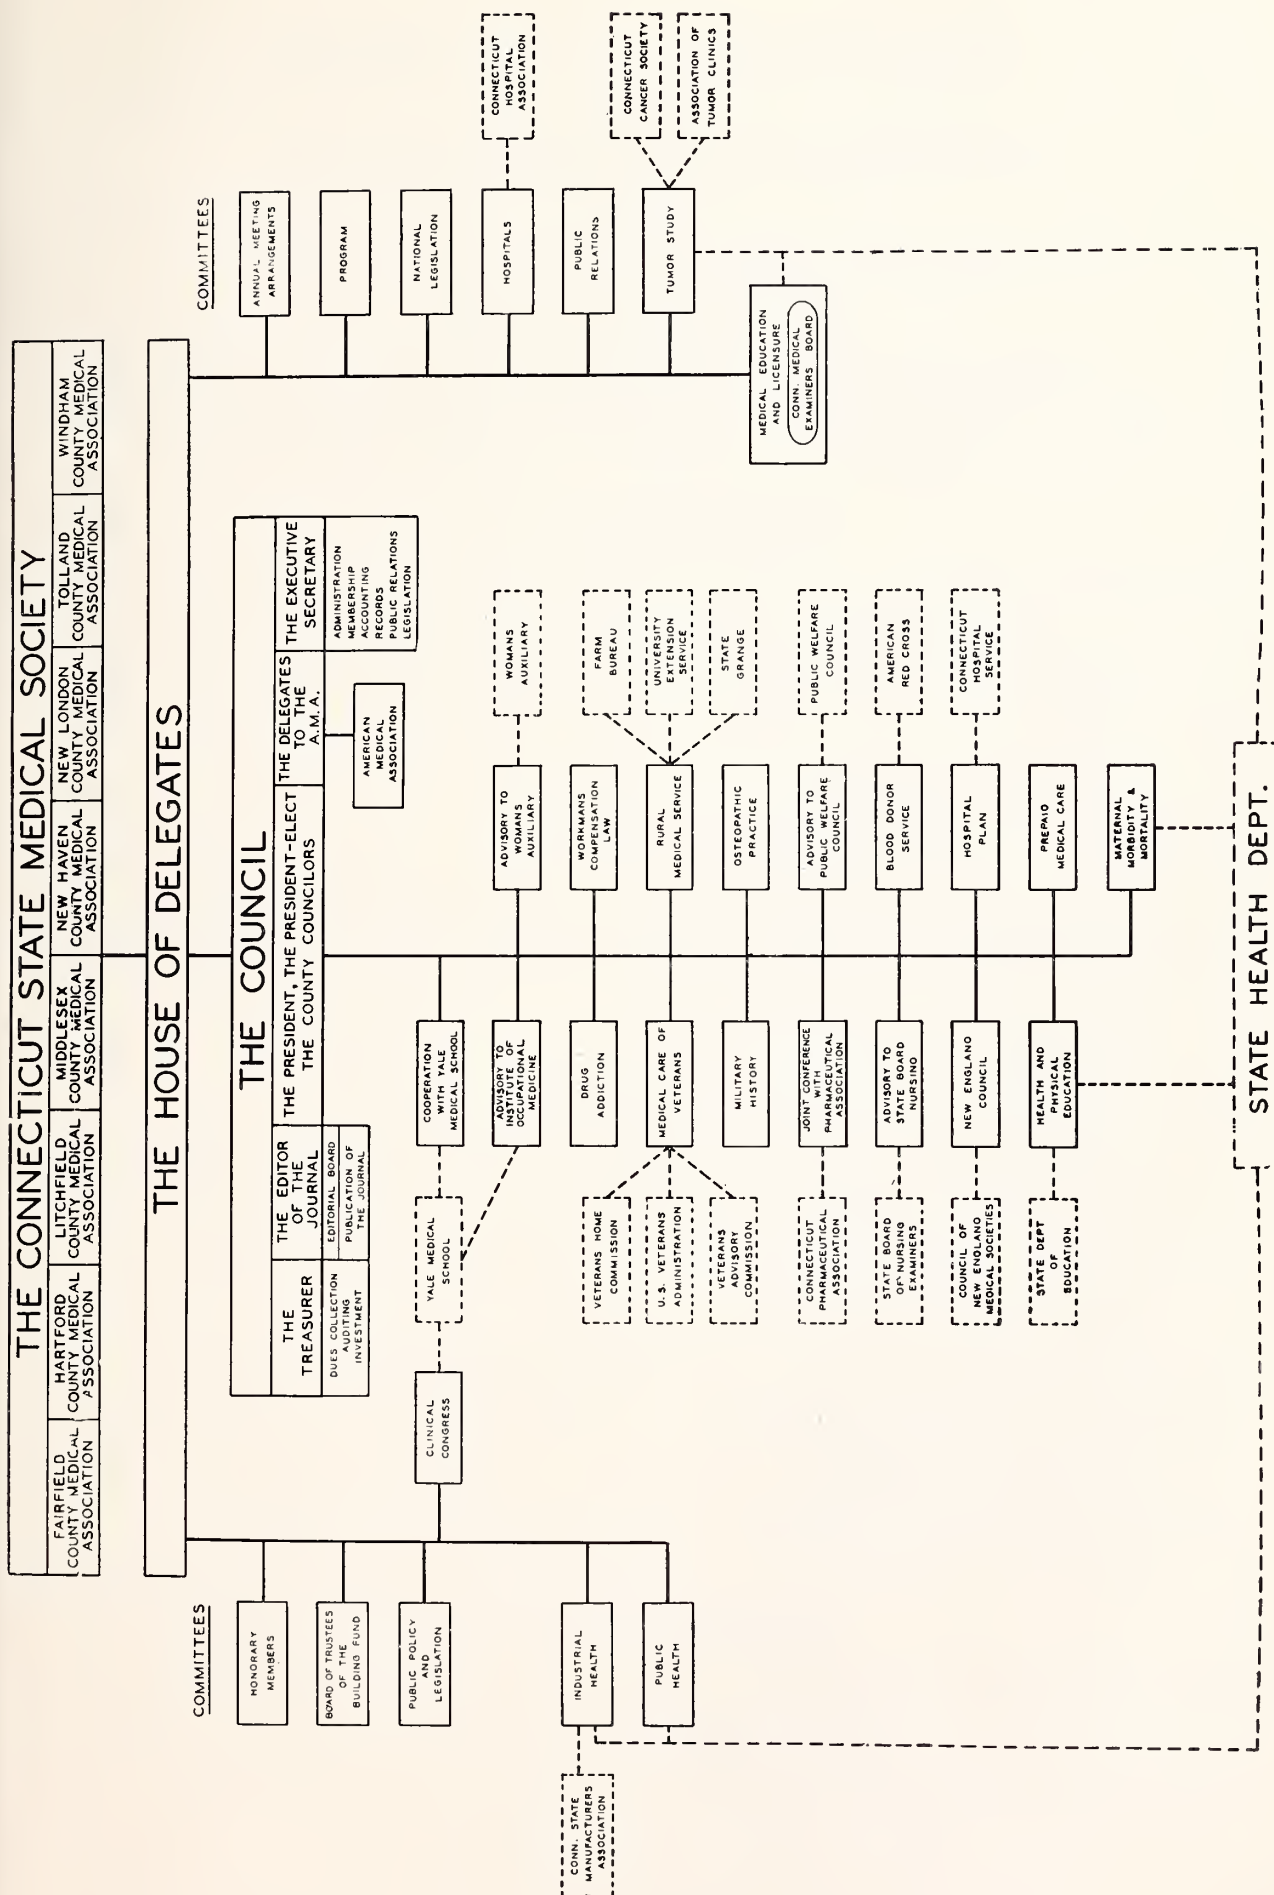 THE CONNECTICUT STATE MEDICAL SOCIETY
FAIRFIELD
COUNTY MEDICAL
ASSOCIATION
HARTFORD
COUNTY MEDICAL
ASSOCIATION
LITCHFIELD
COUNTY MEDICAL
ASSOCIATION
MIDDLESEX
COUNTY MEDICAL
ASSOCIATION
NEW HAVEN
COUNTY MEDICAL
ASSOCIATION
NEW LONDON
COUNTY MEDICAL
ASSOCIATION
TOLLAND
COUNTY MEDICAL
ASSOCIATION
WINDHAM
COUNTY MEDICAL
ASSOCIATION
THE HOUSE OF DELEGATES
COMMITTEES
HONORARY
MEMBERS
BOARD OF TRUSTEES
OF THE
BUILDING FUND
PUBLIC POLICY
AND
LEGISLATION
INDUSTRIAL
HEALTH
PUBLIC
HEALTH
CONN. STATE
MANUFACTURERS
ASSOCIATION
CLINICAL
CONGRESS
THE COUNCIL
THE
TREASURER
DUES COLLECTION
AUDITING
INVESTMENT
THE EDITOR
OF THE
JOURNAL
EDITORIAL BOARD
PUBLICATION OF
THE JOURNAL
THE PRESIDENT, THE PRESIDENT-ELECT
THE COUNTY COUNCILORS
THE DELEGATES
TO THE
A.M.A.
AMERICAN
MEDICAL
ASSOCIATION
THE EXECUTIVE
SECRETARY
ADMINISTRATION
MEMBERSHIP
ACCOUNTING
RECORDS
PUBLIC RELATIONS
LEGISLATION
YALE MEDICAL
SCHOOL
COOPERATION
WITH YALE
MEDICAL SCHOOL
ADVISORY TO
INSTITUTE OF
OCCUPATIONAL
MEDICINE
ADVISORY TO
WOMANS
AUXILIARY
WOMANS
AUXILIARY
DRUG
ADDICTION
WORKMANS
COMPENSATION
LAW
VETERANS HOME
COMMISSION
U.S. VETERANS
ADMINISTRATION
VETERANS
ADVISORY
COMMISSION
MEDICAL CARE OF
VETERANS
RURAL
MEDICAL SERVICE
FARM
BUREAU
UNIVERSITY
EXTENSION
SERVICE
STATE
GRANGE
MILITARY
HISTORY
OSTEOPATHIC
PRACTICE
CONNECTICUT
PHARMACEUTICAL
ASSOCIATION
JOINT CONFERENCE
WITH
PHARMACEUTICAL
ASSOCIATION
ADVISORY TO
PUBLIC WELFARE
COUNCIL
PUBLIC WELFARE
COUNCIL
STATE BOARD
OF NURSING
EXAMINERS
ADVISORY TO
STATE BOARD
NURSING
BLOOD DONOR
SERVICE
AMERICAN
RED CROSS
COUNCIL OF
NEW ENGLAND
MEDICAL SOCIETIES
NEW ENGLAND
COUNCIL
HOSPITAL
PLAN
CONNECTICUT
HOSPITAL
SERVICE
STATE DEPT
OF
EDUCATION
HEALTH AND
PHYSICAL
EDUCATION
PREPAID
MEDICAL CARE
MATERNAL
MORBIDITY &
MORTALITY
COMMITTEES
ANNUAL MEETING
ARRANGEMENTS
PROGRAM
NATIONAL
LEGISLATION
HOSPITALS
CONNECTICUT
HOSPITAL
ASSOCIATION
PUBLIC
RELATIONS
TUMOR STUDY
CONNECTICUT
CANCER SOCIETY
ASSOCIATION OF
TUMOR CLINICS
MEDICAL EDUCATION
AND LICENSURE
CONN. MEDICAL
EXAMINERS BOARD
STATE HEALTH DEPT.